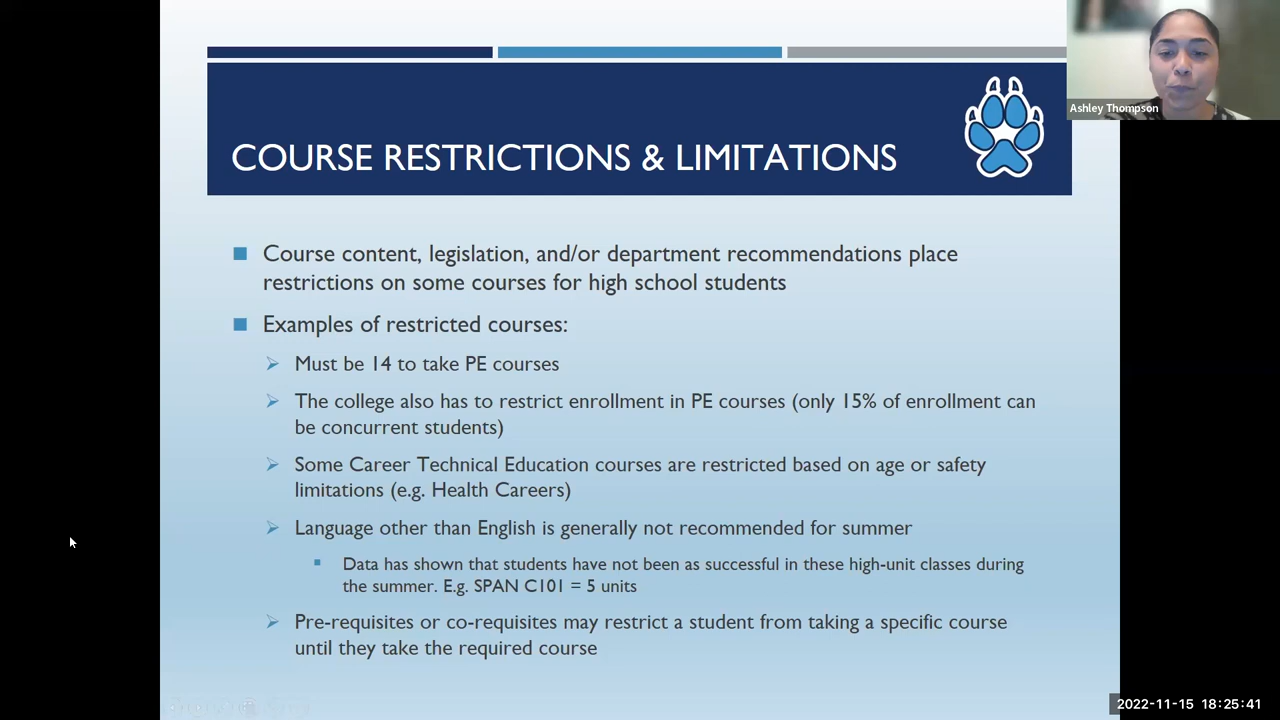 COURSE RESTRICTIONS & LIMITATIONS
Ashley Thompson
Course content, legislation, and/or department recommendations place
restrictions on some courses for high school students
Examples of restricted courses:
Must be 14 to take PE courses
The college also has to restrict enrollment in PE courses (only 15% of enrollment can
be concurrent students)
Some Career Technical Education courses are restricted based on age or safety
limitations (e.g. Health Careers)
Language other than English is generally not recommended for summer
Data has shown that students have not been as successful in these high-unit classes during
the summer. E.g. SPAN C101 = 5 units
Pre-requisites or co-requisites may restrict a student from taking a specific course
until they take the required course
2022-11-15 18:25:41